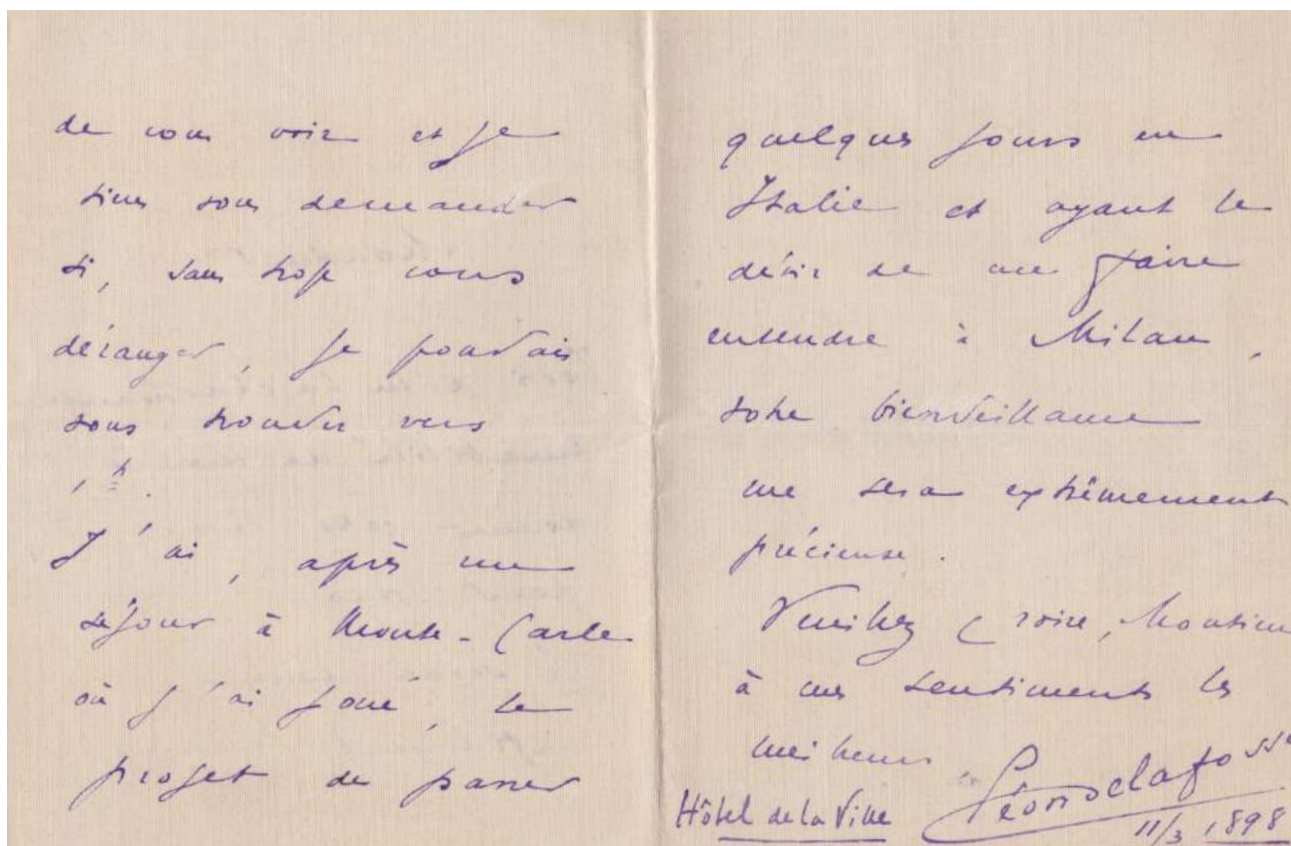 de vous voir et je
viens vous demander
si, sans trop vous
déranger, je pourrais
vous trouver vers
1h.
J'ai, après un
séjour à Monte-Carlo
où j'ai joué, le
projet de passer
quelques jours en
Italie et ayant le
désir de me faire
entendre à Milan,
votre bienveillance
me sera extrêmement
précieuse.
Veuillez croire, Monsieur
à mes sentiments les
meilleurs
Léon Delafosse
Hôtel de la Ville
11/3 1898